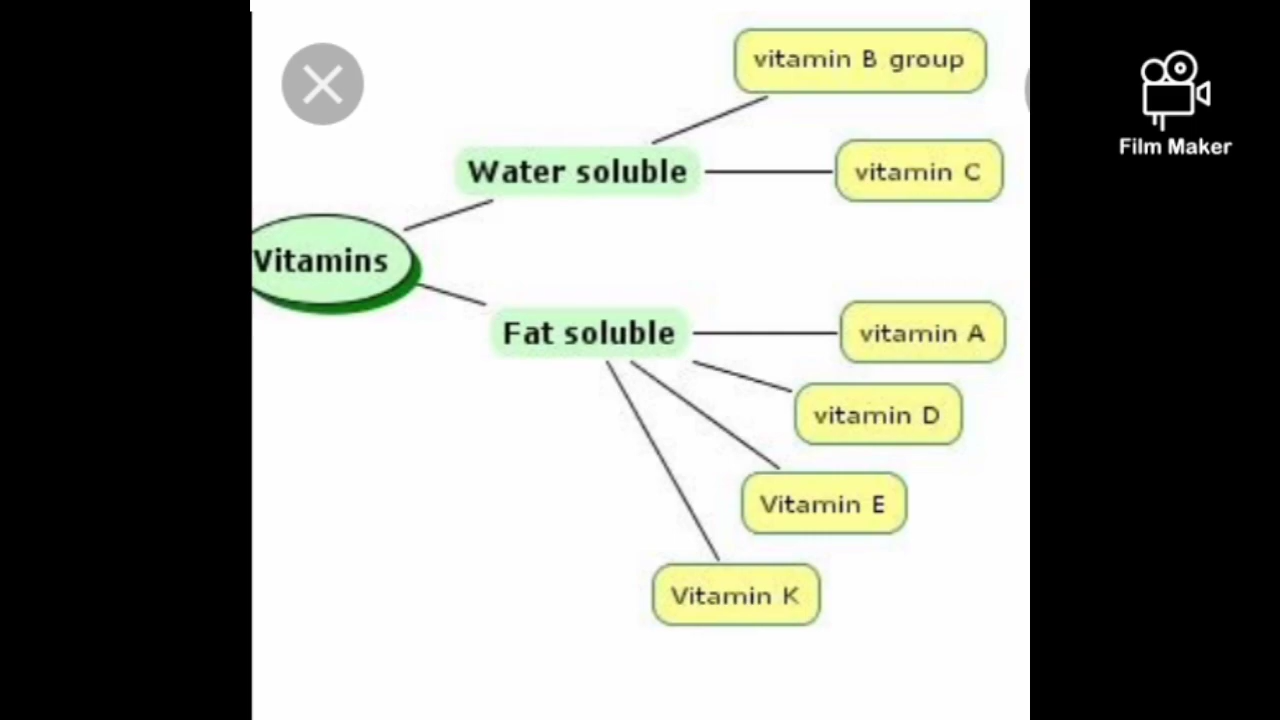 vitamin B group
Water soluble
vitamin C
Vitamins
Fat soluble
vitamin A
vitamin D
Vitamin E
Vitamin K
Film Maker